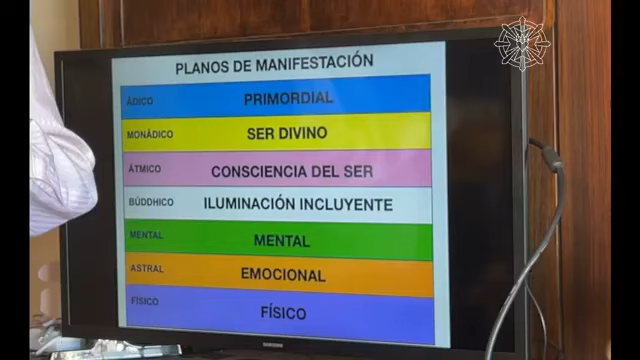 PLANOS DE MANIFESTACIÓN
ÁDICO PRIMORDIAL
MONÁDICO SER DIVINO
ÁTMICO CONSCIENCIA DEL SER
BÚDDHICO ILUMINACIÓN INCLUYENTE
MENTAL MENTAL
ASTRAL EMOCIONAL
FÍSICO FÍSICO
SAMSUNG